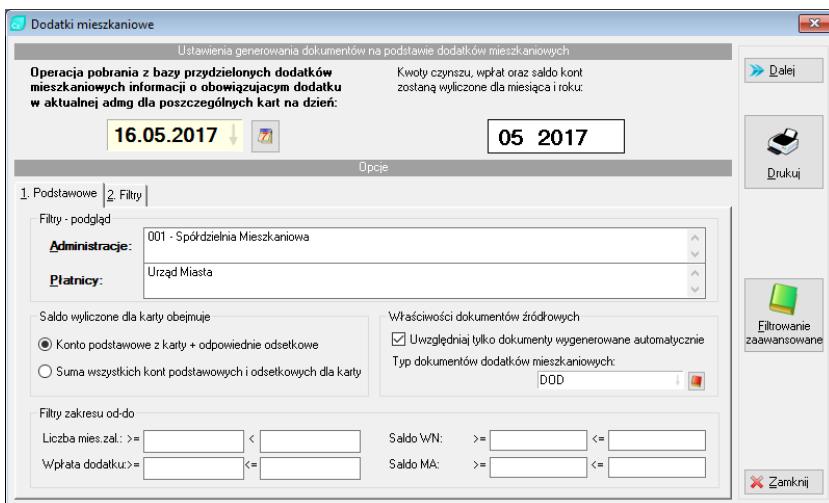 Dodatki mieszkaniowe
Ustawienia generowania dokumentów na podstawie dodatków mieszkaniowych
Operacja pobrania z bazy przydzielonych dodatków
mieszkaniowych informacji o obowiązujacym dodatku
w aktualnej admg dla poszczególnych kart na dzień:
Kwoty czynszu, wpłat oraz saldo kont
zostaną wyliczone dla miesiąca i roku:
16.05.2017
05 2017
Opcje
1. Podstawowe
2. Filtry
Filtry - podgląd
Administracje:
001 - Spółdzielnia Mieszkaniowa
Płatnicy:
Urząd Miasta
Saldo wyliczone dla karty obejmuje
Konto podstawowe z karty + odpowiednie odsetkowe
Suma wszystkich kont podstawowych i odsetkowych dla karty
Właściwości dokumentów źródłowych
Uwzględniaj tylko dokumenty wygenerowane automatycznie
Typ dokumentów dodatków mieszkaniowych:
DOD
Filtry zakresu od-do
Liczba mies.zal.: >= <
Saldo WN: >= <=
Wpłata dodatku:>= <=
Saldo MA: >= <=
Dalej
Drukuj
Filtrowanie
zaawansowane
Zamknij